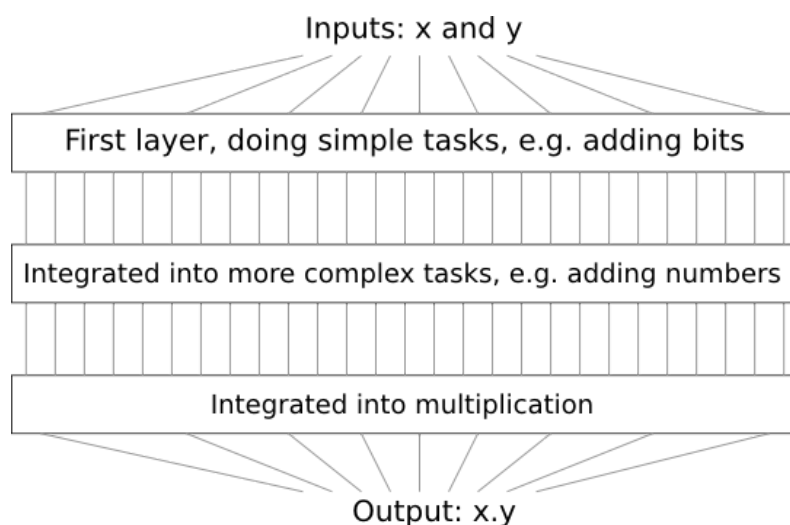 Inputs: x and y
First layer, doing simple tasks, e.g. adding bits
Integrated into more complex tasks, e.g. adding numbers
Integrated into multiplication
Output: x.y